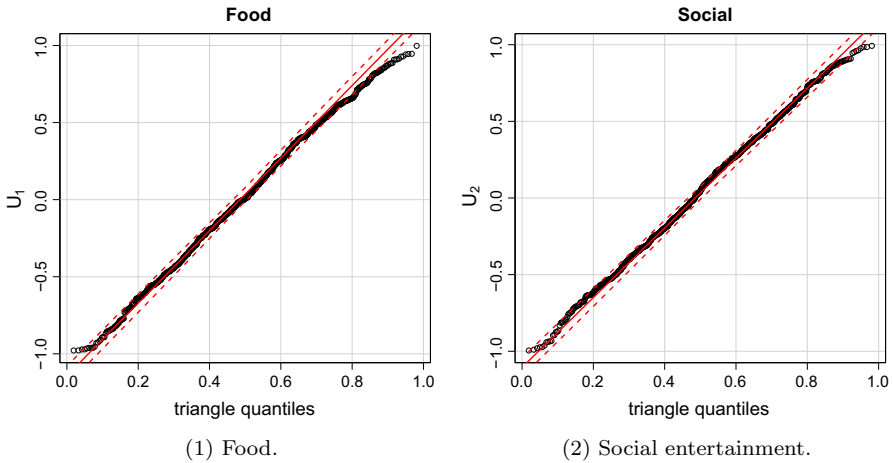 Food
U1
1.0
0.5
0.0
−0.5
−1.0
0.0 0.2 0.4 0.6 0.8 1.0
triangle quantiles
(1) Food.
Social
U2
1.0
0.5
0.0
−0.5
−1.0
0.0 0.2 0.4 0.6 0.8 1.0
triangle quantiles
(2) Social entertainment.